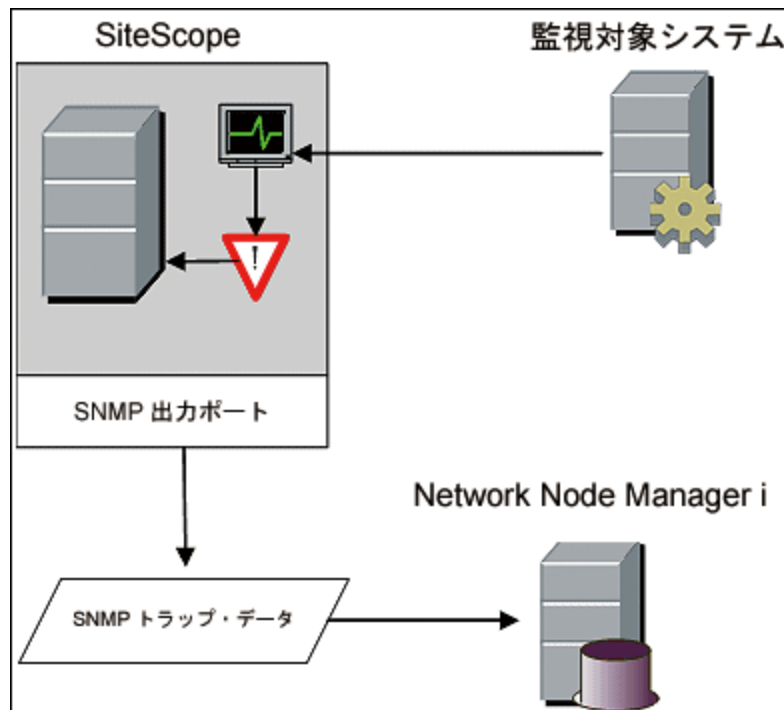 SiteScope
監視対象システム
!
SNMP 出力ポート
Network Node Manager i
SNMP トラップ・データ